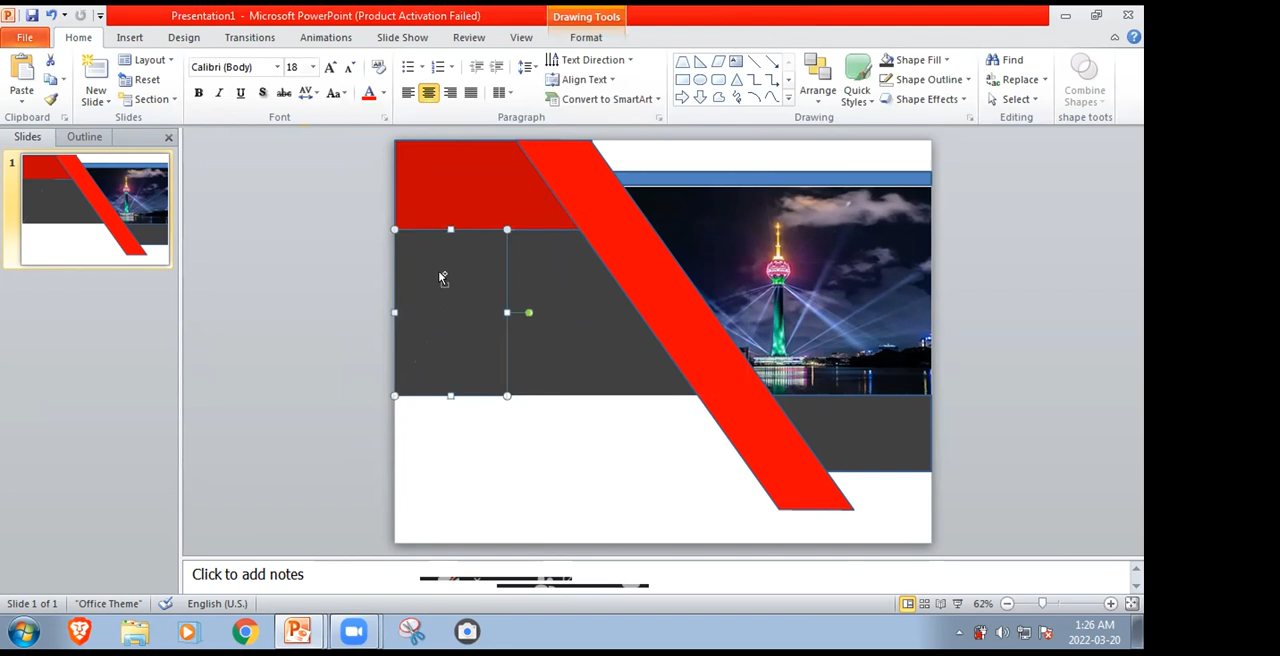 Presentation1 - Microsoft PowerPoint (Product Activation Failed)
Drawing Tools
File
Home
Insert
Design
Transitions
Animations
Slide Show
Review
View
Format
Paste
Clipboard
New
Slide
Layout
Reset
Section
Slides
Calibri (Body)
18
Font
Paragraph
Text Direction
Align Text
Convert to SmartArt
Arrange
Quick
Styles
Shape Fill
Shape Outline
Shape Effects
Drawing
Find
Replace
Select
Editing
Combine
Shapes
shape tools
Slides
Outline
1
Click to add notes
Slide 1 of 1
"Office Theme"
English (U.S.)
62%
1:26 AM
2022-03-20